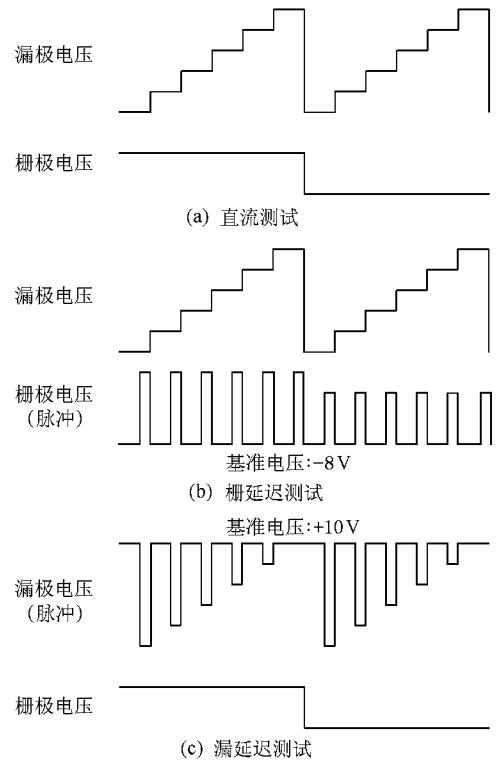 漏极电压
栅极电压
(a) 直流测试
漏极电压
栅极电压
(脉冲)
基准电压:-8V
(b) 栅延迟测试
基准电压:+10V
漏极电压
(脉冲)
栅极电压
(c) 漏延迟测试